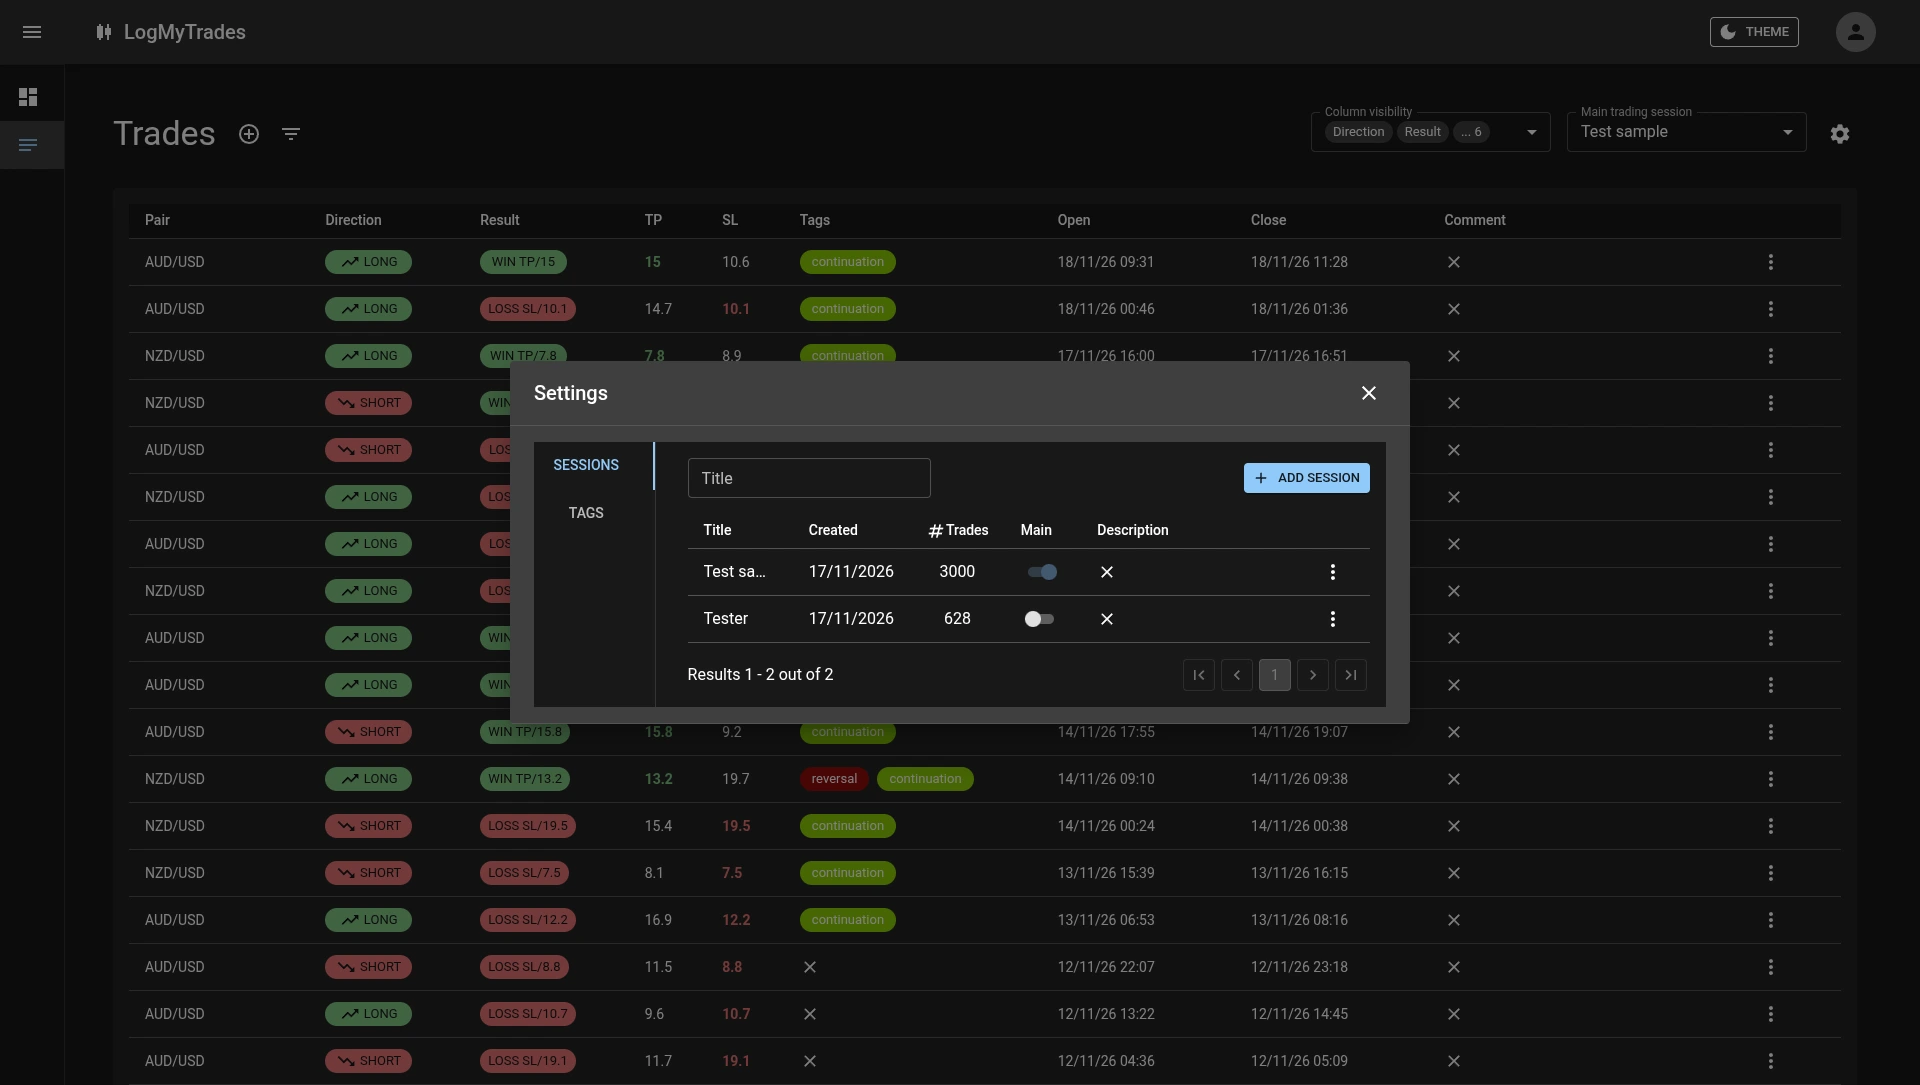 LogMyTrades
THEME
Trades
Column visibility
Direction Result ... 6
Main trading session
Test sample
Pair Direction Result TP SL Tags Open Close Comment
AUD/USD LONG WIN TP/15 15 10.6 continuation 18/11/26 09:31 18/11/26 11:28
AUD/USD LONG LOSS SL/10.1 14.7 10.1 continuation 18/11/26 00:46 18/11/26 01:36
NZD/USD LONG WIN TP/7.8 7.8 8.9 continuation 17/11/26 16:00 17/11/26 16:51
NZD/USD SHORT WIN
AUD/USD SHORT LOS
NZD/USD LONG LOS
AUD/USD LONG LOS
NZD/USD LONG LOS
AUD/USD LONG WIN
AUD/USD LONG WIN
AUD/USD SHORT WIN TP/15.8 15.8 9.2 continuation 14/11/26 17:55 14/11/26 19:07
NZD/USD LONG WIN TP/13.2 13.2 19.7 reversal continuation 14/11/26 09:10 14/11/26 09:38
NZD/USD SHORT LOSS SL/19.5 15.4 19.5 continuation 14/11/26 00:24 14/11/26 00:38
NZD/USD SHORT LOSS SL/7.5 8.1 7.5 continuation 13/11/26 15:39 13/11/26 16:15
AUD/USD LONG LOSS SL/12.2 16.9 12.2 continuation 13/11/26 06:53 13/11/26 08:16
AUD/USD SHORT LOSS SL/8.8 11.5 8.8 12/11/26 22:07 12/11/26 23:18
AUD/USD LONG LOSS SL/10.7 9.6 10.7 12/11/26 13:22 12/11/26 14:45
AUD/USD SHORT LOSS SL/19.1 11.7 19.1 12/11/26 04:36 12/11/26 05:09
Settings
SESSIONS
TAGS
Title
ADD SESSION
Title Created # Trades Main Description
Test sa... 17/11/2026 3000
Tester 17/11/2026 628
Results 1 - 2 out of 2
1